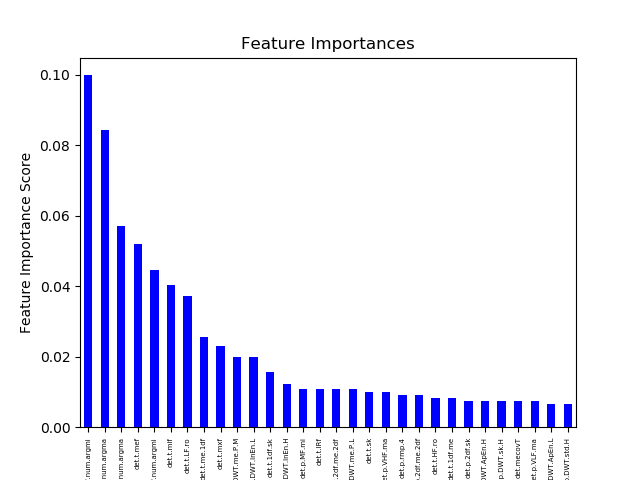 Feature Importances
Feature Importance Score
0.10
0.08
0.06
0.04
0.02
0.00
.num.argmi
num.argma
num.argma
det.t.mef
.num.argmi
det.t.mif
det.t.LF.ro
det.t.me.1df
det.t.mxf
DWT.me.P.M
DWT.InEn.L
det.t.1df.sk
DWT.InEn.H
det.p.MF.mi
det.t.iRf
.2df.me.2df
DWT.me.P.L
det.t.sk
et.p.VHF.ma
det.p.rmp.4
.2df.me.2df
det.t.HF.ro
det.t.1df.me
det.p.2df.sk
DWT.ApEn.H
p.DWT.sk.H
det.mecovT
et.p.VLF.ma
DWT.ApEn.L
.DWT.std.H